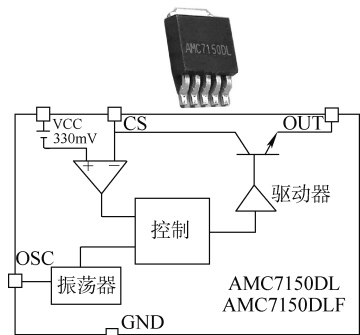 AMC7150DL
VCC
330mV
CS
OUT
+
−
驱动器
控制
OSC
振荡器
AMC7150DL
AMC7150DLF
GND